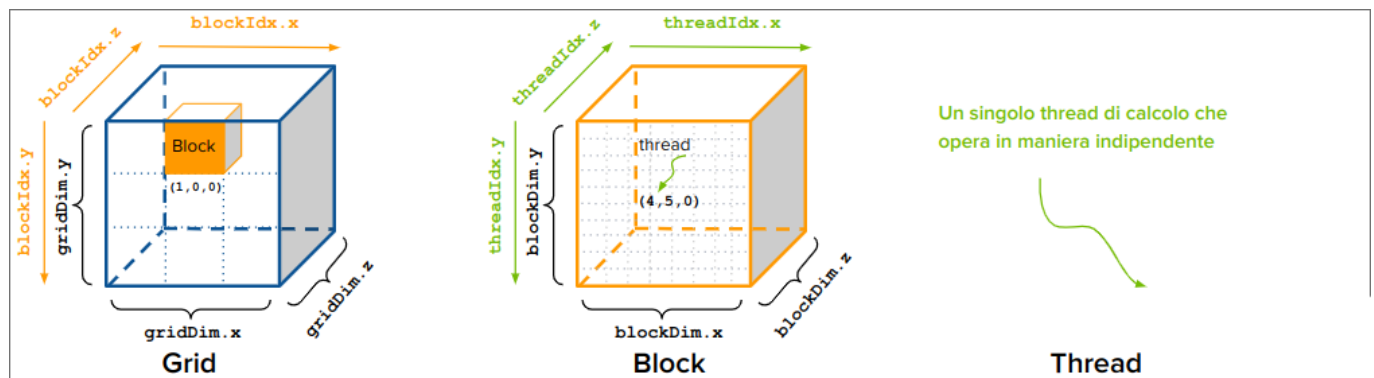 blockIdx.x
blockIdx.z
blockIdx.y
gridDim.y
Block
(1,0,0)
gridDim.x
gridDim.z
Grid
threadIdx.x
threadIdx.z
threadIdx.y
blockDim.y
thread
(4,5,0)
blockDim.x
blockDim.z
Block
Un singolo thread di calcolo che
opera in maniera indipendente
Thread